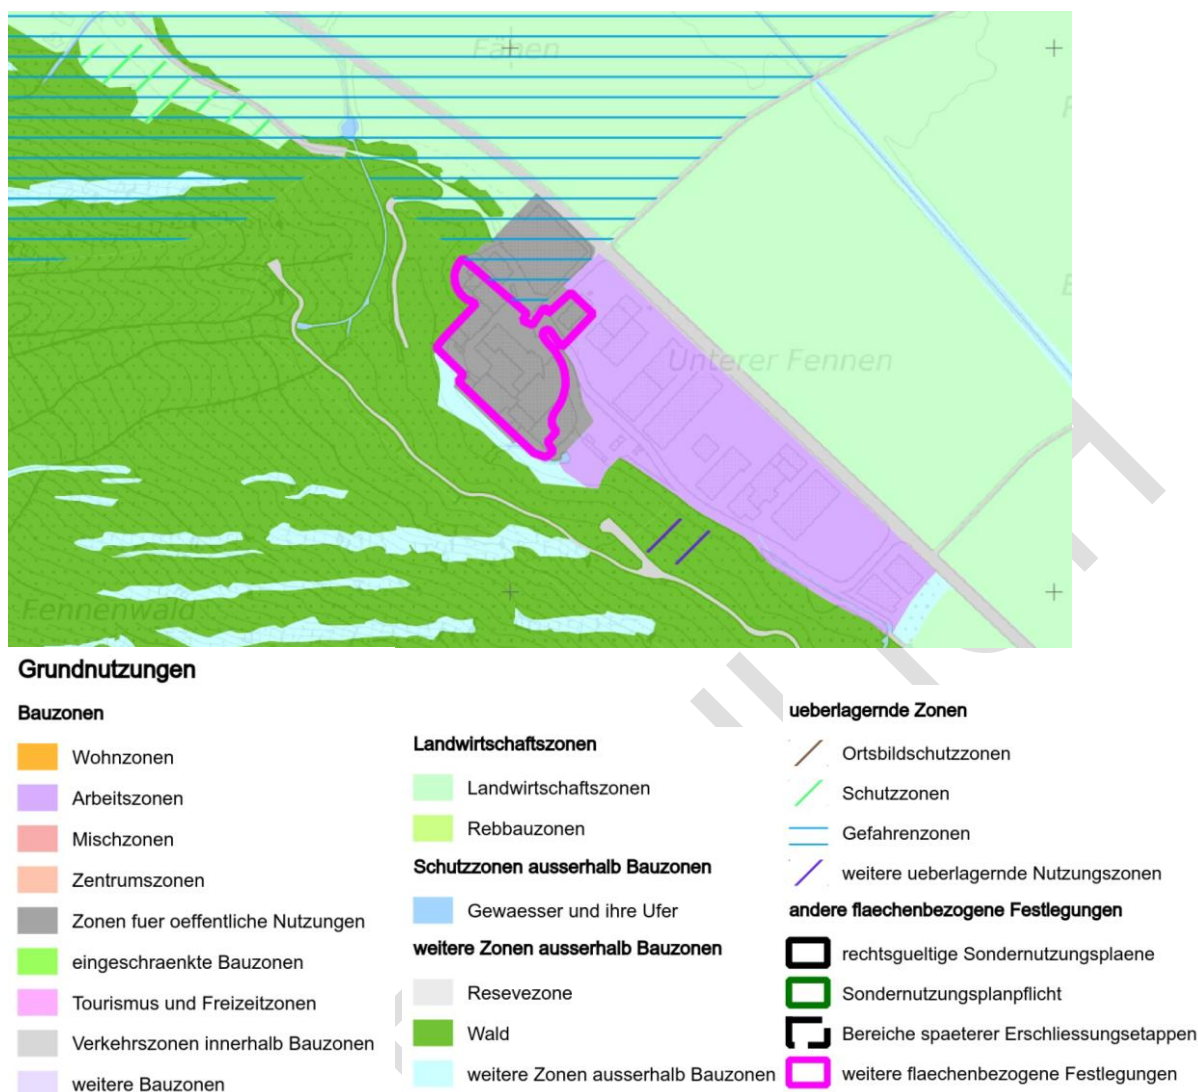 Fähen
Unterer Fennen
Fennenwald
Grundnutzungen
Bauzonen
Wohnzonen
Arbeitszonen
Mischzonen
Zentrumszonen
Zonen fuer oeffentliche Nutzungen
eingeschraenkte Bauzonen
Tourismus und Freizeitzonen
Verkehrszonen innerhalb Bauzonen
weitere Bauzonen
Landwirtschaftszonen
Landwirtschaftszonen
Rebbauzonen
Schutzzonen ausserhalb Bauzonen
Gewaesser und ihre Ufer
weitere Zonen ausserhalb Bauzonen
Resevezone
Wald
weitere Zonen ausserhalb Bauzonen
ueberlagernde Zonen
Ortsbildschutzzonen
Schutzzonen
Gefahrenzonen
weitere ueberlagernde Nutzungszonen
andere flaechenbezogene Festlegungen
rechtsgueltige Sondernutzungsplaene
Sondernutzungsplanpflicht
Bereiche spaeterer Erschliessungsetappen
weitere flaechenbezogene Festlegungen